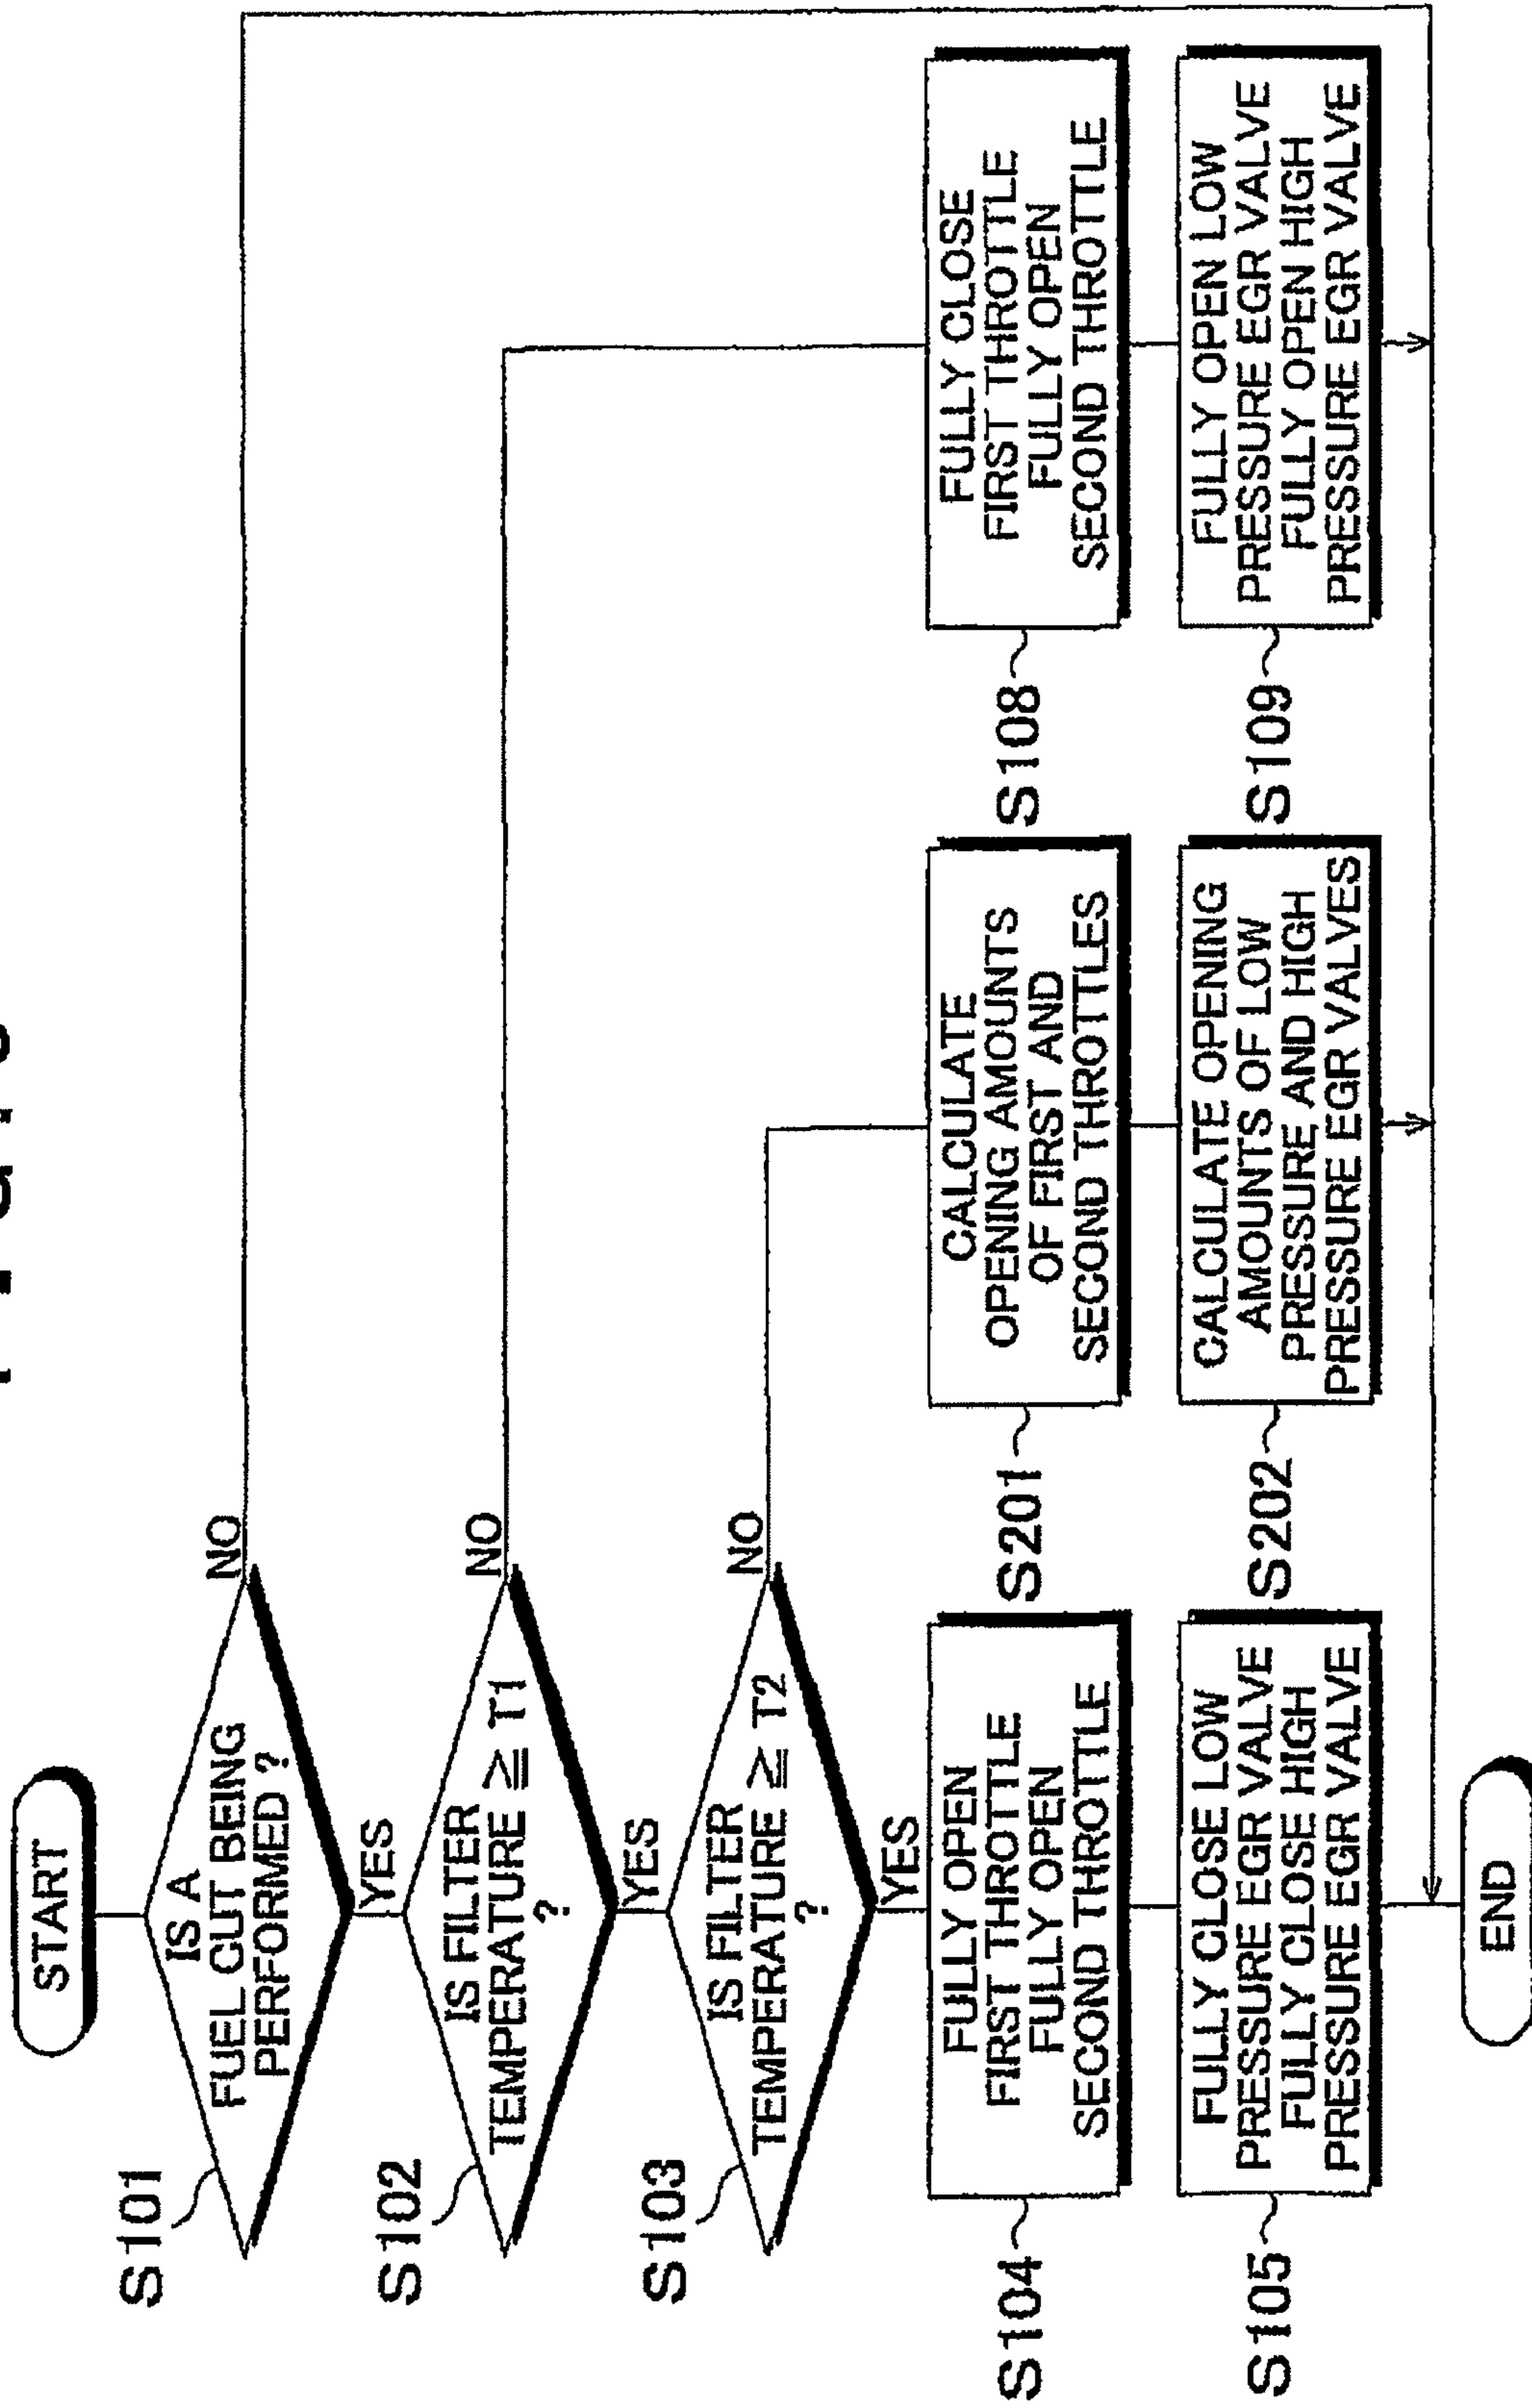 START
S101
IS A
FUEL CUT BEING
PERFORMED ?
NO
YES
S102
IS FILTER
TEMPERATURE ≧ T1
?
NO
YES
S103
IS FILTER
TEMPERATURE ≧ T2
?
NO
YES
S104
FULLY OPEN
FIRST THROTTLE
FULLY OPEN
SECOND THROTTLE
S201
CALCULATE
OPENING AMOUNTS
OF FIRST AND
SECOND THROTTLES
S108
FULLY CLOSE
FIRST THROTTLE
FULLY OPEN
SECOND THROTTLE
S105
FULLY CLOSE LOW
PRESSURE EGR VALVE
FULLY CLOSE HIGH
PRESSURE EGR VALVE
S202
CALCULATE OPENING
AMOUNTS OF LOW
PRESSURE AND HIGH
PRESSURE EGR VALVES
S109
FULLY OPEN LOW
PRESSURE EGR VALVE
FULLY OPEN HIGH
PRESSURE EGR VALVE
END